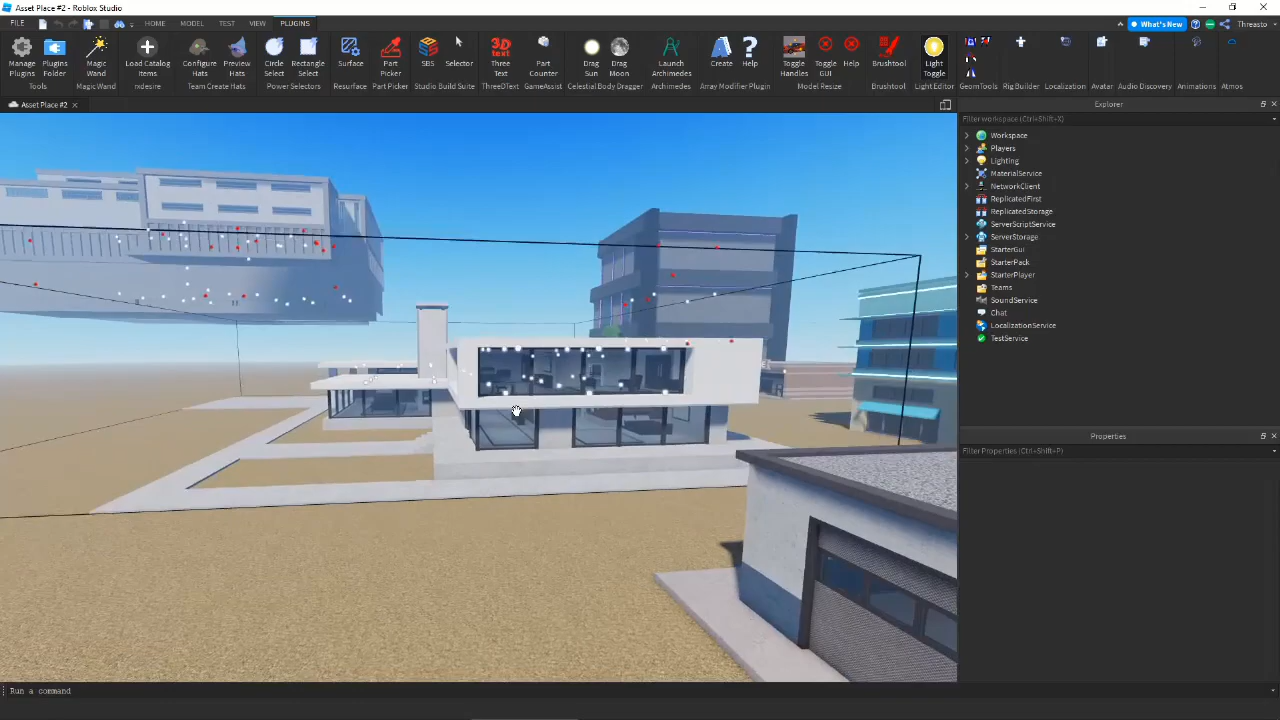 Asset Place #2 - Roblox Studio
FILE HOME MODEL TEST VIEW PLUGINS What's New Threasto
Manage Plugins Plugins Folder Magic Wand Load Catalog Items Configure Hats Preview Hats Circle Select Rectangle Select Surface Part Picker SBS Selector Three Text Part Counter Drag Sun Drag Moon Launch Archimedes Create Help Toggle Handles Toggle GUI Help Brushtool Light Toggle
Tools MagicWand Team Create Hats Power Selectors Resurface Part Picker Studio Build Suite ThreeDText GameAssist Celestial Body Dragger Array Modifier Plugin Model Resize Brushtool Light Editor GeomTools Rig Builder Localization Avatar Audio Discovery Animations Atmos
Asset Place #2
Explorer
Filter workspace (Ctrl+Shift+X)
Workspace
Players
Lighting
MaterialService
NetworkClient
ReplicatedFirst
ReplicatedStorage
ServerScriptService
ServerStorage
StarterGui
StarterPack
StarterPlayer
Teams
SoundService
Chat
LocalizationService
TestService
Properties
Filter Properties (Ctrl+Shift+P)
Run a command